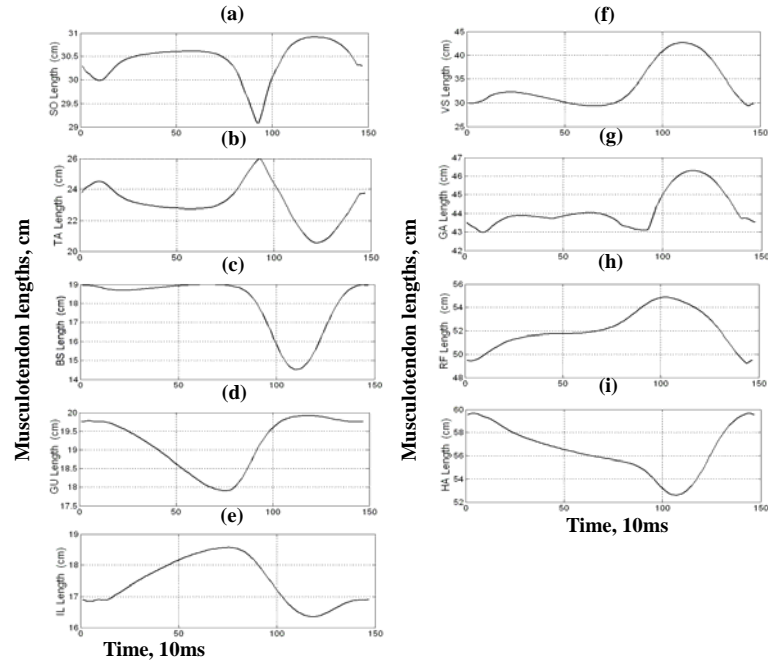 (a)
31
30.5
30
29.5
29
SO Length (cm)
0 50 100 150
(b)
26
24
22
20
TA Length (cm)
0 50 100 150
(c)
19
18
17
16
15
14
BS Length (cm)
0 50 100 150
(d)
20
19.5
19
18.5
18
17.5
GU Length (cm)
0 50 100 150
(e)
19
18
17
16
IL Length (cm)
0 50 100 150
Time, 10ms
Musculotendon lengths, cm
(f)
45
40
35
30
25
VS Length (cm)
0 50 100 150
(g)
47
46
45
44
43
42
GA Length (cm)
0 50 100 150
(h)
56
54
52
50
48
RF Length (cm)
0 50 100 150
(i)
60
58
56
54
52
HA Length (cm)
0 50 100 150
Time, 10ms
Musculotendon lengths, cm